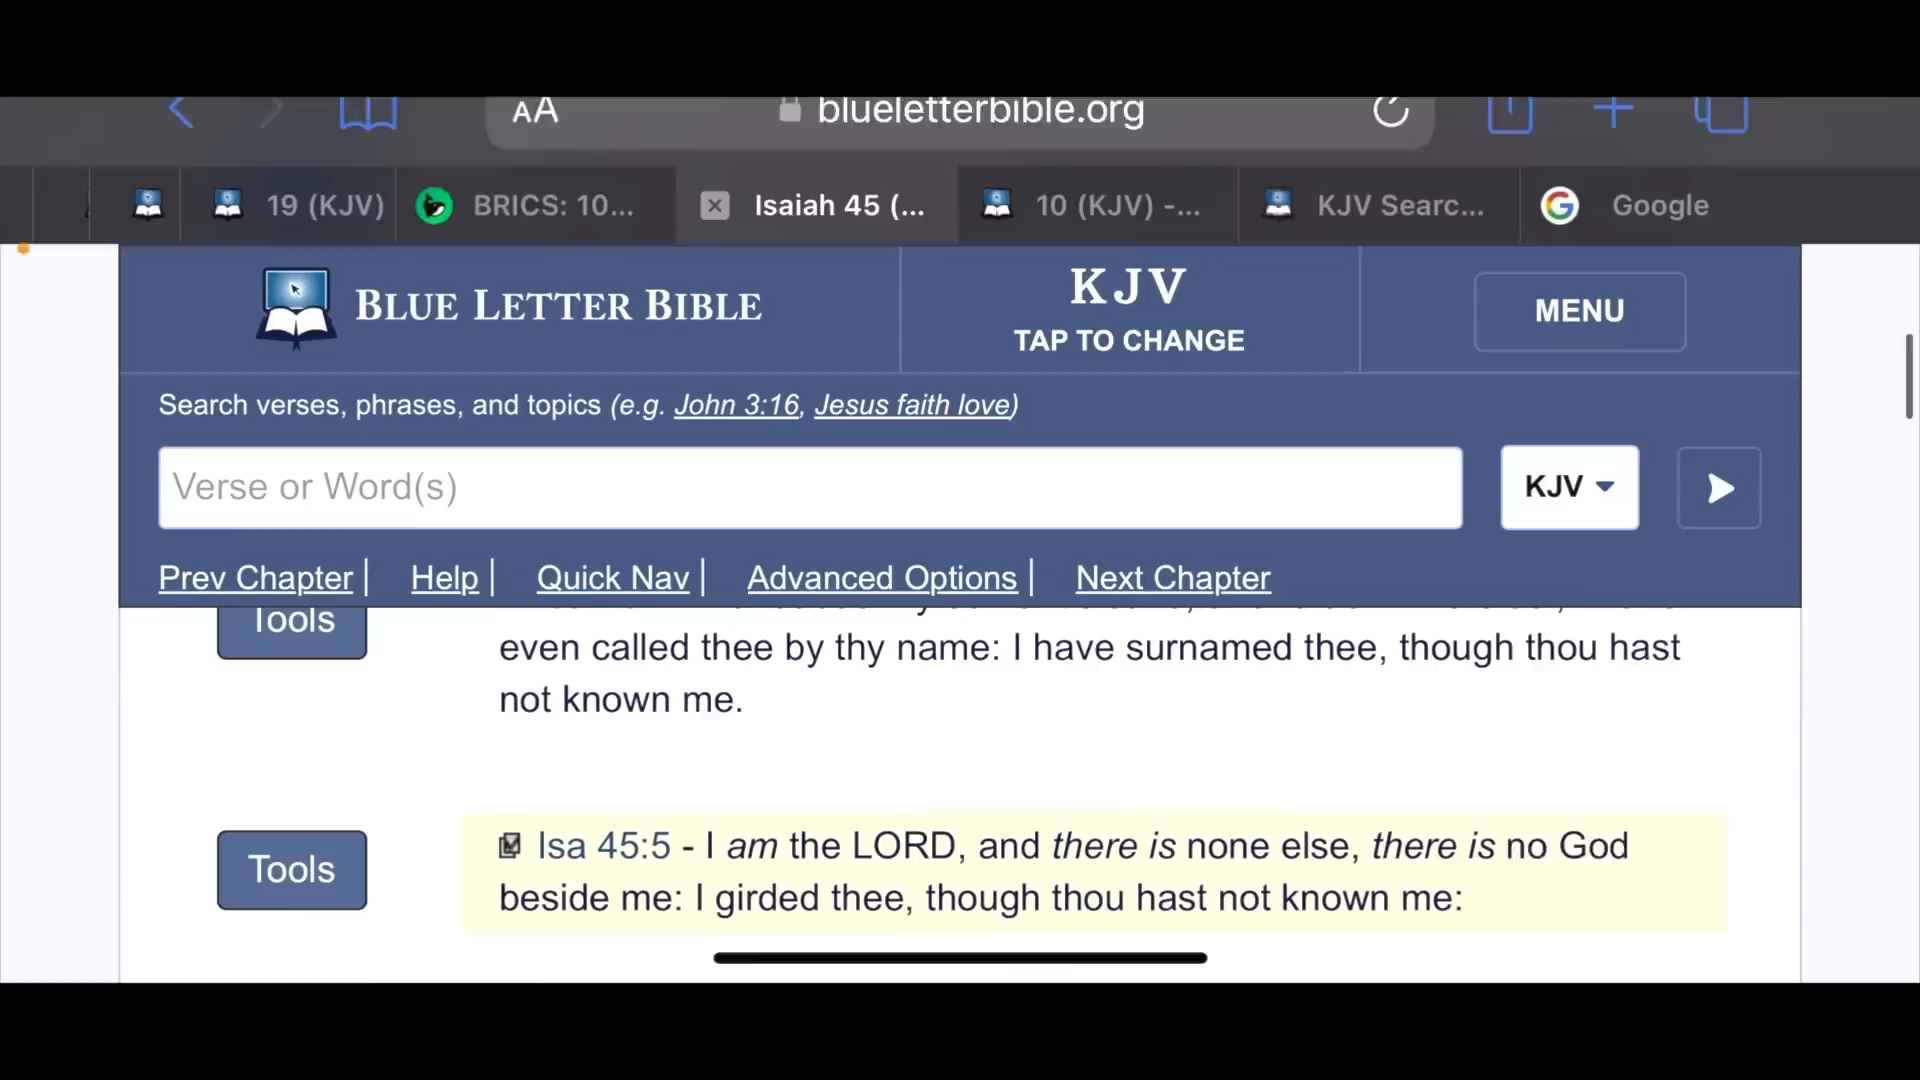 AA blueletterbible.org
19 (KJV) BRICS: 10... Isaiah 45 (... 10 (KJV) -... KJV Searc... Google
BLUE LETTER BIBLE
KJV
TAP TO CHANGE
MENU
Search verses, phrases, and topics (e.g. John 3:16, Jesus faith love)
Verse or Word(s)
KJV
Prev Chapter | Help | Quick Nav | Advanced Options | Next Chapter
Tools
even called thee by thy name: I have surnamed thee, though thou hast
not known me.
Tools
Isa 45:5 - I am the LORD, and there is none else, there is no God
beside me: I girded thee, though thou hast not known me: